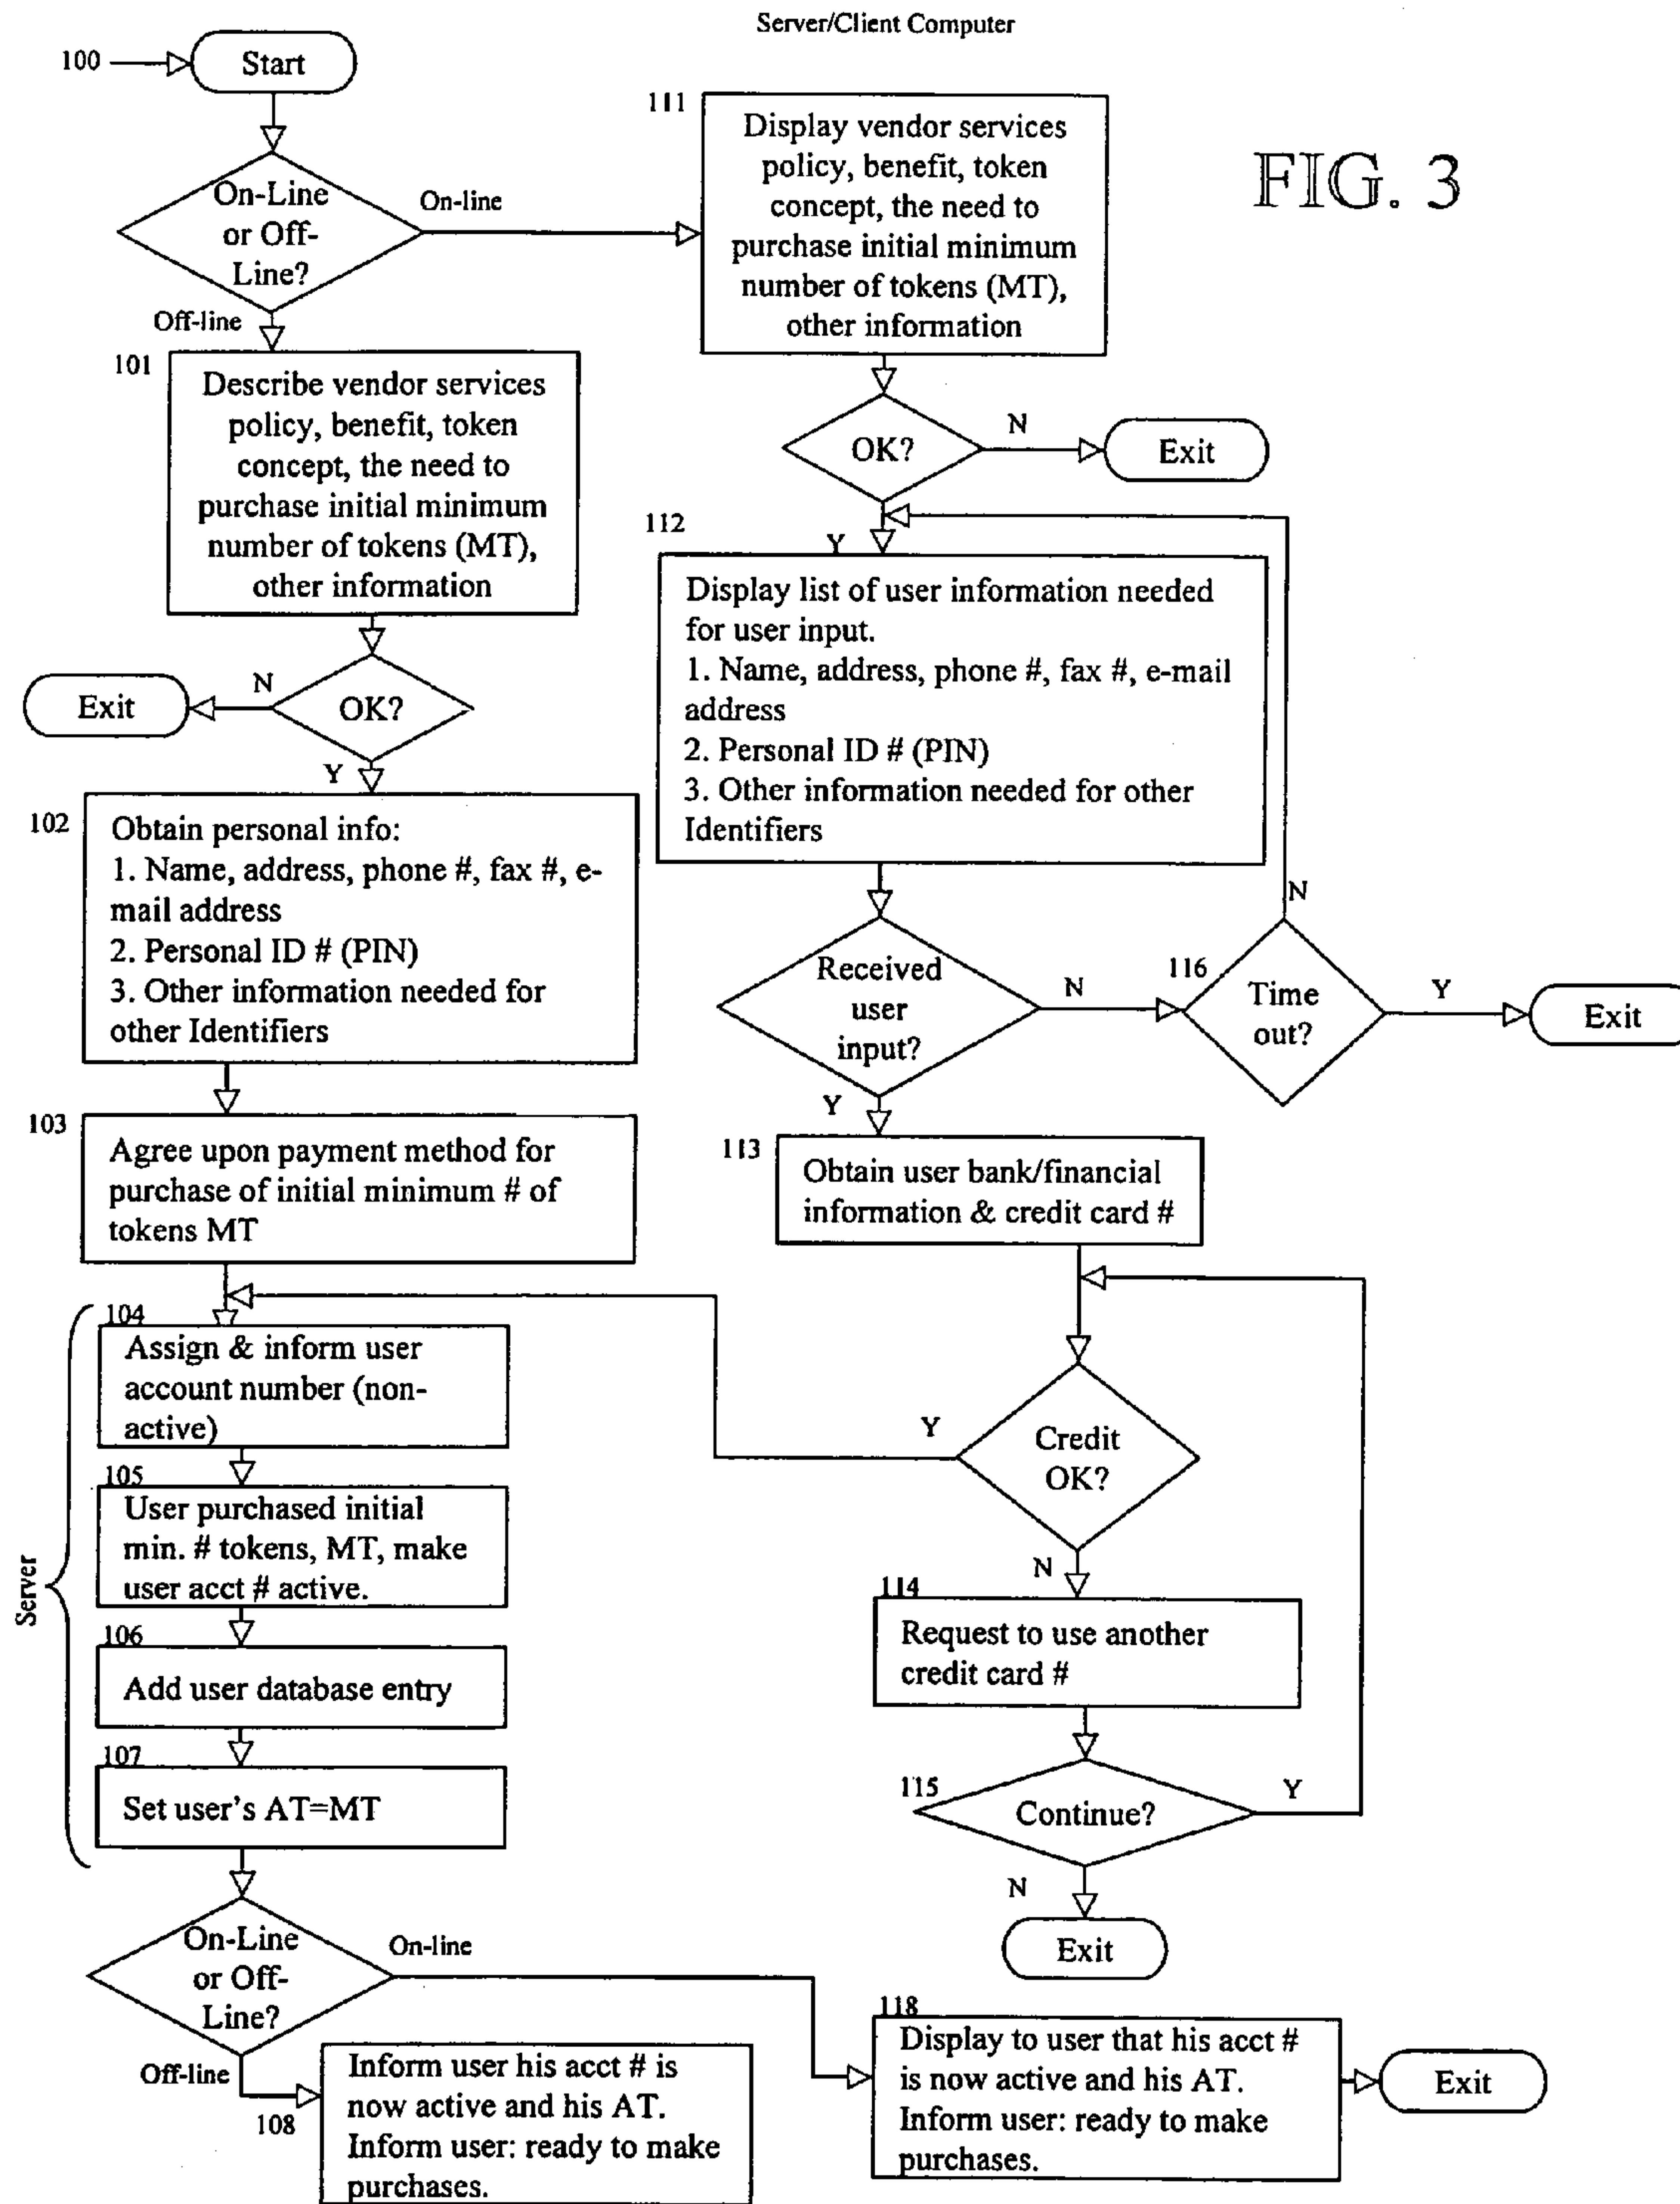 Server/Client Computer
FIG. 3
100
Start
On-Line
or Off-
Line?
On-line
Off-line
101
Describe vendor services
policy, benefit, token
concept, the need to
purchase initial minimum
number of tokens (MT),
other information
OK?
N
Exit
Y
102
Obtain personal info:
1. Name, address, phone #, fax #, e-
mail address
2. Personal ID # (PIN)
3. Other information needed for
other Identifiers
103
Agree upon payment method for
purchase of initial minimum # of
tokens MT
Server
104
Assign & inform user
account number (non-
active)
105
User purchased initial
min. # tokens, MT, make
user acct # active.
106
Add user database entry
107
Set user's AT=MT
On-Line
or Off-
Line?
On-line
Off-line
108
Inform user his acct # is
now active and his AT.
Inform user: ready to make
purchases.
111
Display vendor services
policy, benefit, token
concept, the need to
purchase initial minimum
number of tokens (MT),
other information
OK?
N
Exit
Y
112
Display list of user information needed
for user input.
1. Name, address, phone #, fax #, e-mail
address
2. Personal ID # (PIN)
3. Other information needed for other
Identifiers
Received
user
input?
N
116
Time
out?
N
Y
Exit
Y
113
Obtain user bank/financial
information & credit card #
Credit
OK?
Y
N
114
Request to use another
credit card #
115
Continue?
Y
N
Exit
118
Display to user that his acct #
is now active and his AT.
Inform user: ready to make
purchases.
Exit